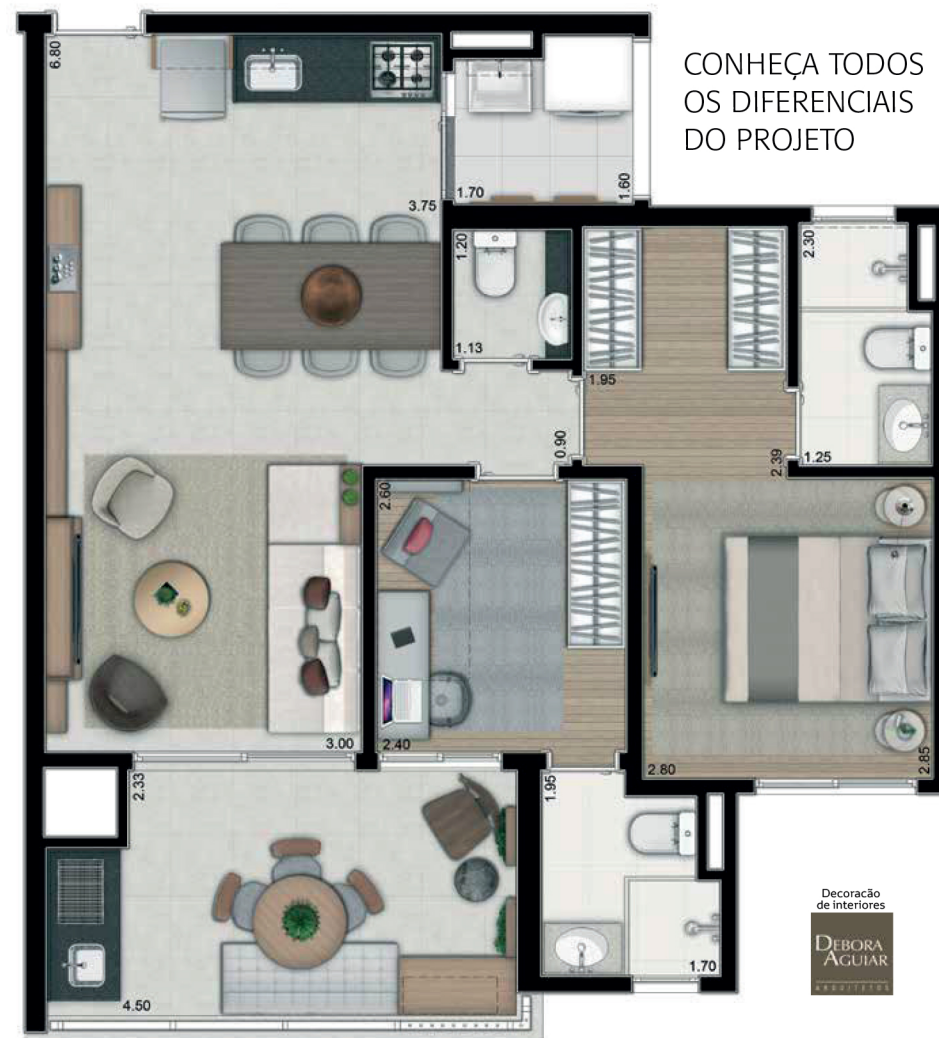 CONHEÇA TODOS
OS DIFERENCIAIS
DO PROJETO
6.80
3.75
1.70
1.60
1.20
1.13
1.95
2.30
1.25
0.90
2.39
2.60
3.00
2.40
2.80
2.85
2.33
1.95
4.50
1.70
Decoração
de interiores
DEBORA
AGUIAR
ARQUITETOS